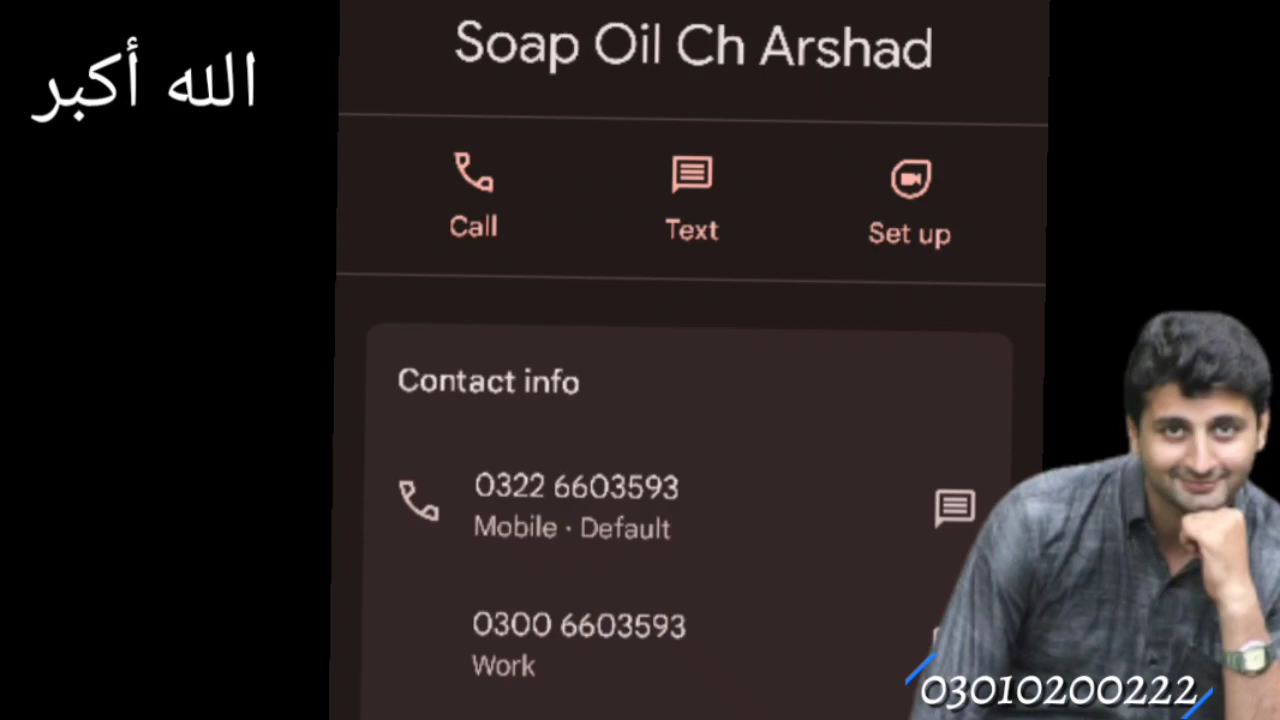 الله أكبر
Soap Oil Ch Arshad
Call
Text
Set up
Contact info
0322 6603593
Mobile · Default
0300 6603593
Work
03010200222